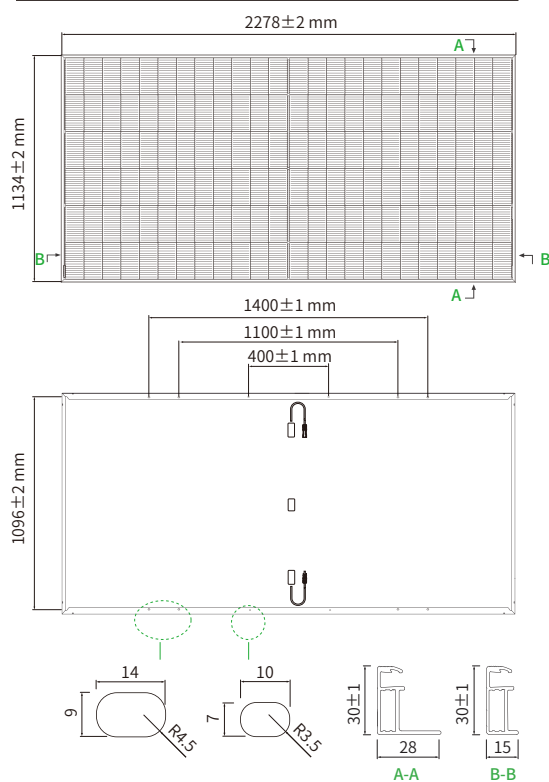 2278±2 mm
A
1134±2 mm
B
B
A
1400±1 mm
1100±1 mm
400±1 mm
1096±2 mm
14
9
R4.5
10
7
R3.5
30±1
28
A-A
30±1
15
B-B